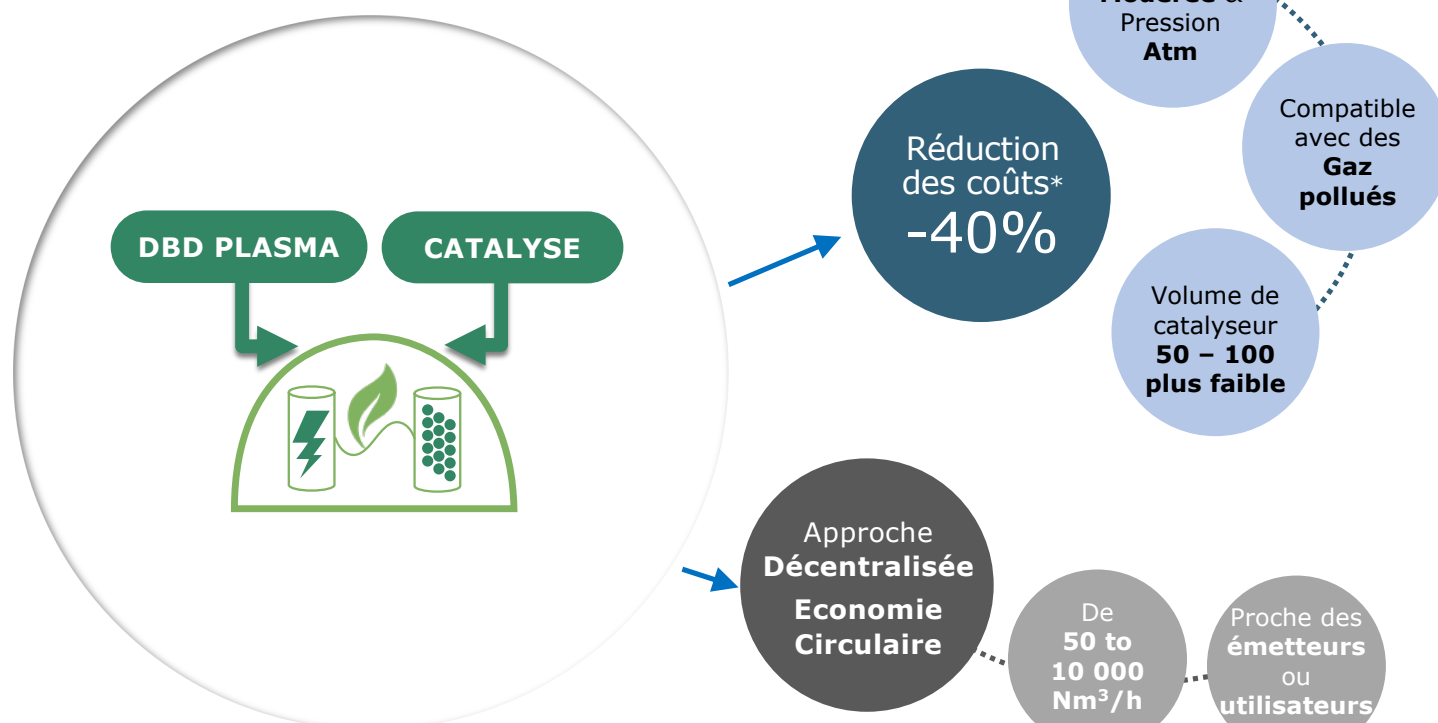 DBD PLASMA
CATALYSE
Réduction
des coûts*
-40%
Pression
Atm
Compatible
avec des
Gaz
pollués
Volume de
catalyseur
50 – 100
plus faible
Approche
Décentralisée
Economie
Circulaire
De
50 to
10 000
Nm³/h
Proche des
émetteurs
ou
utilisateurs